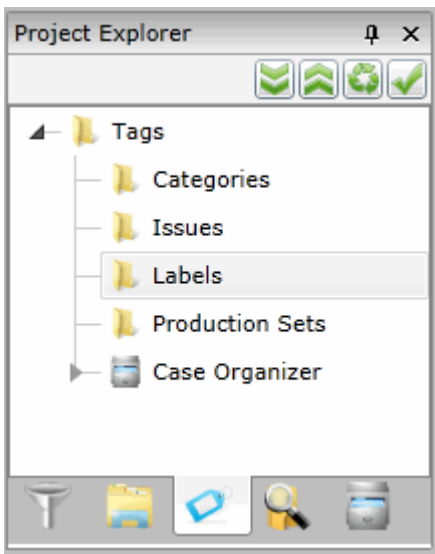 Project Explorer
Tags
Categories
Issues
Labels
Production Sets
Case Organizer